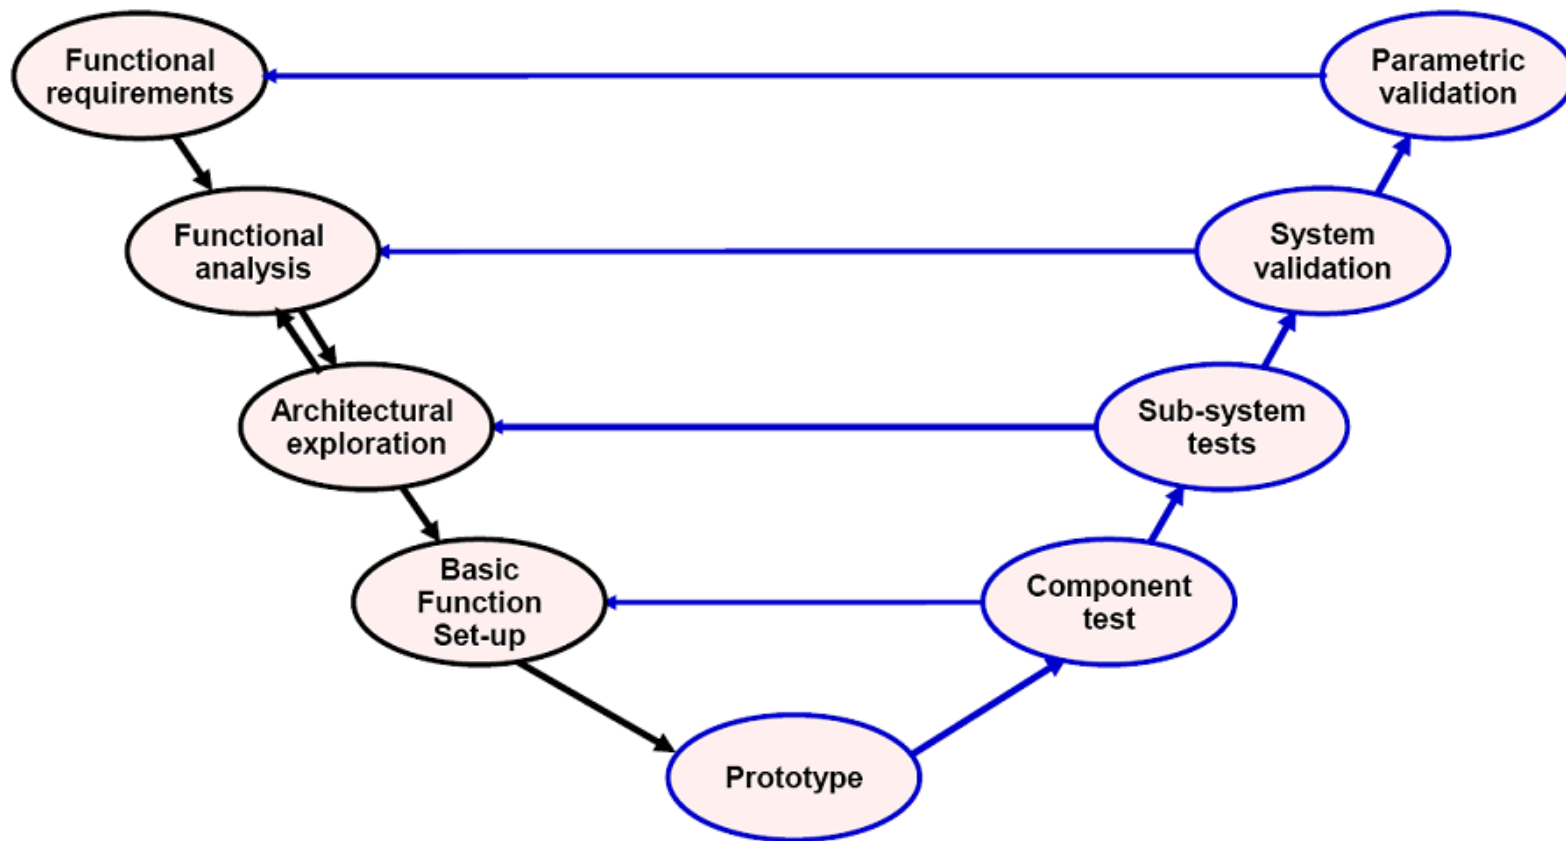 Functional
requirements
Parametric
validation
Functional
analysis
System
validation
Architectural
exploration
Sub-system
tests
Basic
Function
Set-up
Component
test
Prototype